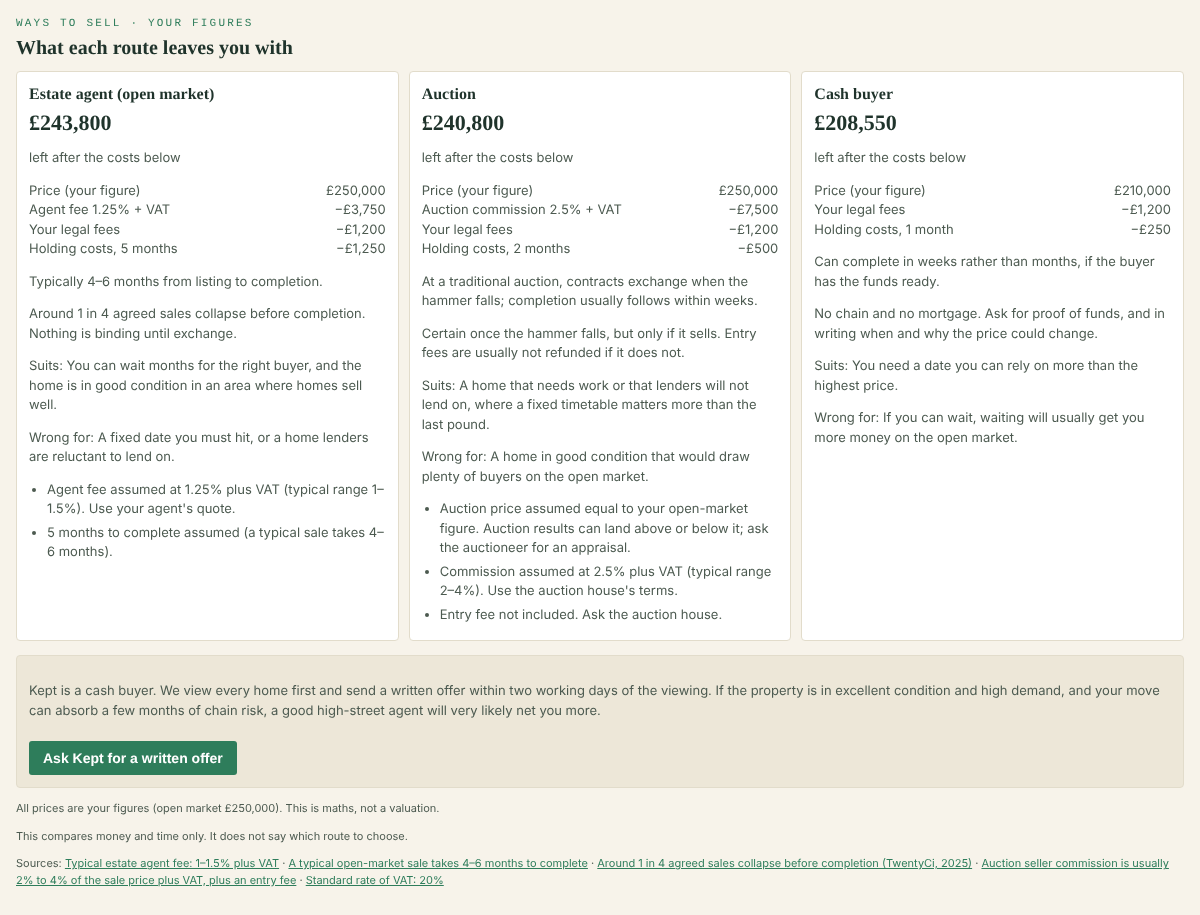 WAYS TO SELL · YOUR FIGURES
What each route leaves you with
Estate agent (open market)
£243,800
left after the costs below
Price (your figure) £250,000
Agent fee 1.25% + VAT −£3,750
Your legal fees −£1,200
Holding costs, 5 months −£1,250
Typically 4–6 months from listing to completion.
Around 1 in 4 agreed sales collapse before completion.
Nothing is binding until exchange.
Suits: You can wait months for the right buyer, and the
home is in good condition in an area where homes sell
well.
Wrong for: A fixed date you must hit, or a home lenders
are reluctant to lend on.
• Agent fee assumed at 1.25% plus VAT (typical range 1–
1.5%). Use your agent's quote.
• 5 months to complete assumed (a typical sale takes 4–
6 months).
Auction
£240,800
left after the costs below
Price (your figure) £250,000
Auction commission 2.5% + VAT −£7,500
Your legal fees −£1,200
Holding costs, 2 months −£500
At a traditional auction, contracts exchange when the
hammer falls; completion usually follows within weeks.
Certain once the hammer falls, but only if it sells. Entry
fees are usually not refunded if it does not.
Suits: A home that needs work or that lenders will not
lend on, where a fixed timetable matters more than the
last pound.
Wrong for: A home in good condition that would draw
plenty of buyers on the open market.
• Auction price assumed equal to your open-market
figure. Auction results can land above or below it; ask
the auctioneer for an appraisal.
• Commission assumed at 2.5% plus VAT (typical range
2–4%). Use the auction house's terms.
• Entry fee not included. Ask the auction house.
Cash buyer
£208,550
left after the costs below
Price (your figure) £210,000
Your legal fees −£1,200
Holding costs, 1 month −£250
Can complete in weeks rather than months, if the buyer
has the funds ready.
No chain and no mortgage. Ask for proof of funds, and in
writing when and why the price could change.
Suits: You need a date you can rely on more than the
highest price.
Wrong for: If you can wait, waiting will usually get you
more money on the open market.
Kept is a cash buyer. We view every home first and send a written offer within two working days of the viewing. If the property is in excellent condition and high demand, and your move
can absorb a few months of chain risk, a good high-street agent will very likely net you more.
Ask Kept for a written offer
All prices are your figures (open market £250,000). This is maths, not a valuation.
This compares money and time only. It does not say which route to choose.
Sources: Typical estate agent fee: 1–1.5% plus VAT · A typical open-market sale takes 4–6 months to complete · Around 1 in 4 agreed sales collapse before completion (TwentyCi, 2025) · Auction seller commission is usually
2% to 4% of the sale price plus VAT, plus an entry fee · Standard rate of VAT: 20%